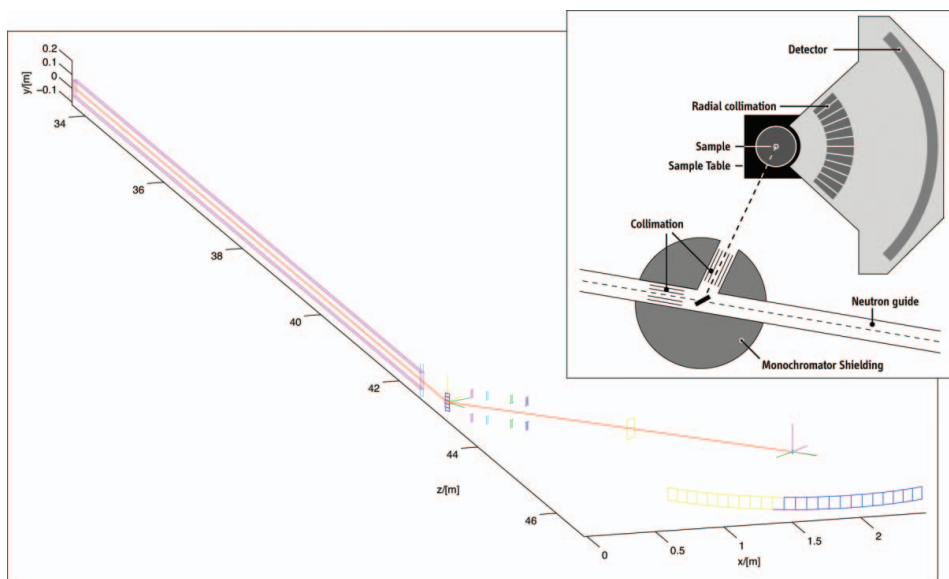 Detector
Radial collimation
Sample
Sample Table
Collimation
Neutron guide
Monochromator Shielding
y/[m]
0.2
0.1
0
−0.1
34
36
38
40
42
44
46
z/[m]
0
0.5
1
1.5
2
x/[m]